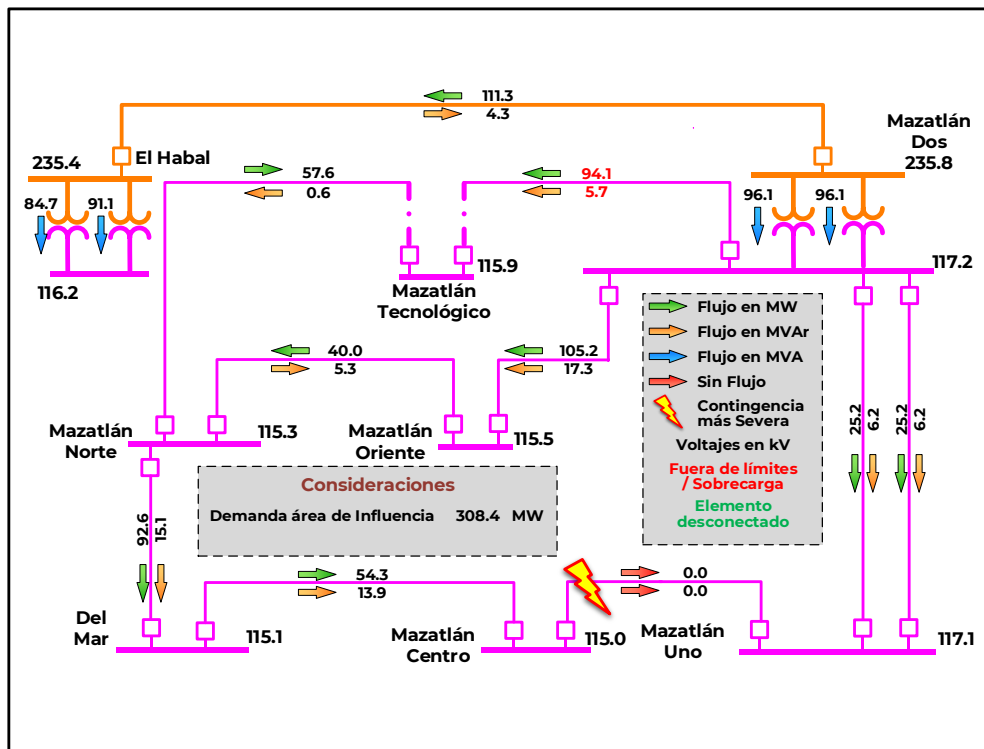 111.3
4.3
Mazatlán
Dos
235.8
El Habal
235.4
57.6
0.6
94.1
5.7
84.7
91.1
96.1
96.1
116.2
115.9
117.2
Mazatlán
Tecnológico
Flujo en MW
Flujo en MVAr
Flujo en MVA
Sin Flujo
Contingencia
más Severa
Voltajes en kV
Fuera de límites
/ Sobrecarga
Elemento
desconectado
40.0
5.3
105.2
17.3
25.2
6.2
25.2
6.2
Mazatlán
Norte
115.3
Mazatlán
Oriente
115.5
Consideraciones
Demanda área de Influencia 308.4 MW
92.6
15.1
54.3
13.9
0.0
0.0
Del
Mar
115.1
Mazatlán
Centro
115.0
Mazatlán
Uno
117.1